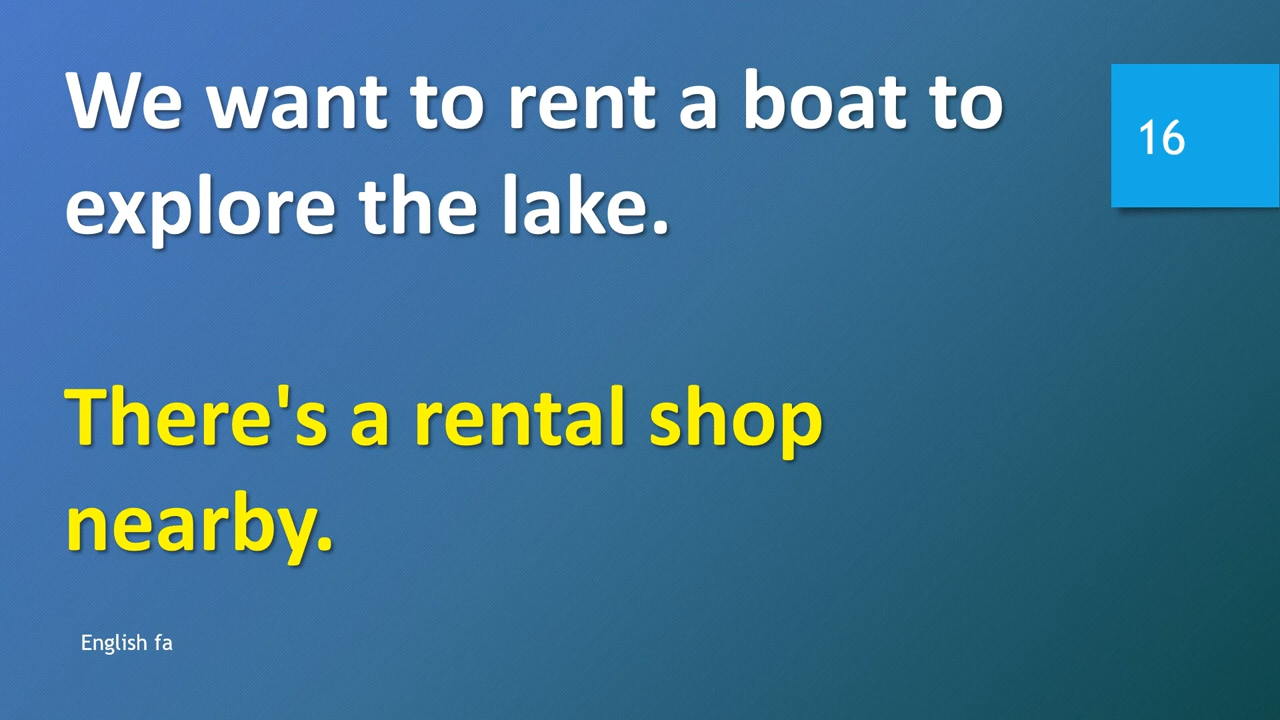 We want to rent a boat to
explore the lake.
16
There's a rental shop
nearby.
English fa